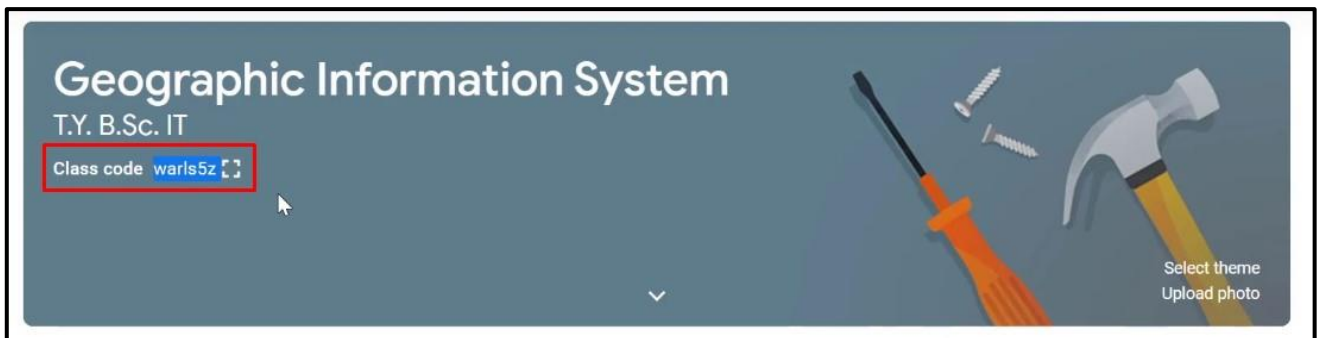 Geographic Information System
T.Y. B.Sc. IT
Class code warls5z
Select theme
Upload photo